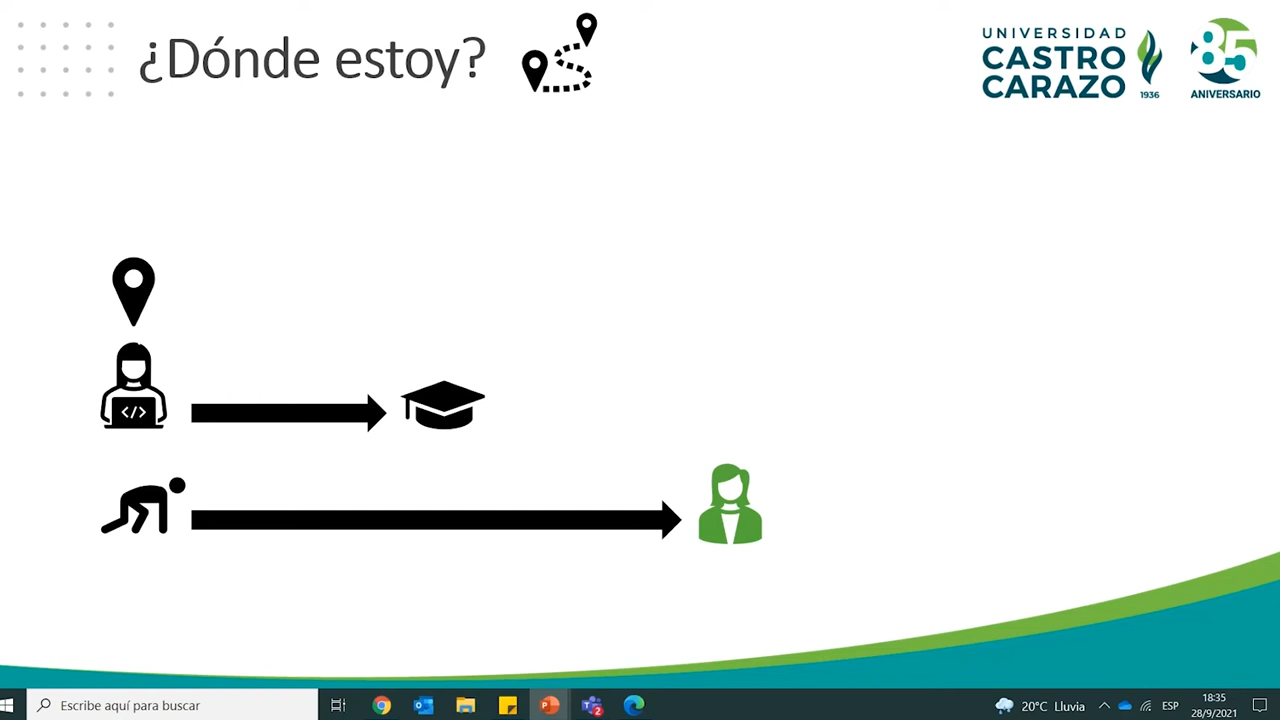 ¿Dónde estoy?
UNIVERSIDAD
CASTRO
CARAZO
1936
85
ANIVERSARIO
</>
Escribe aquí para buscar
2
20°C Lluvia
ESP
18:35
28/9/2021